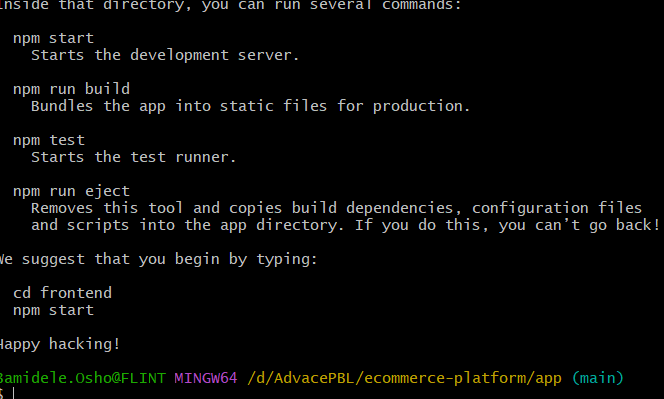 Inside that directory, you can run several commands:
npm start
Starts the development server.
npm run build
Bundles the app into static files for production.
npm test
Starts the test runner.
npm run eject
Removes this tool and copies build dependencies, configuration files
and scripts into the app directory. If you do this, you can’t go back!
We suggest that you begin by typing:
cd frontend
npm start
Happy hacking!
Bamidele.Osho@FLINT MINGW64 /d/AdvacePBL/ecommerce-platform/app (main)
$